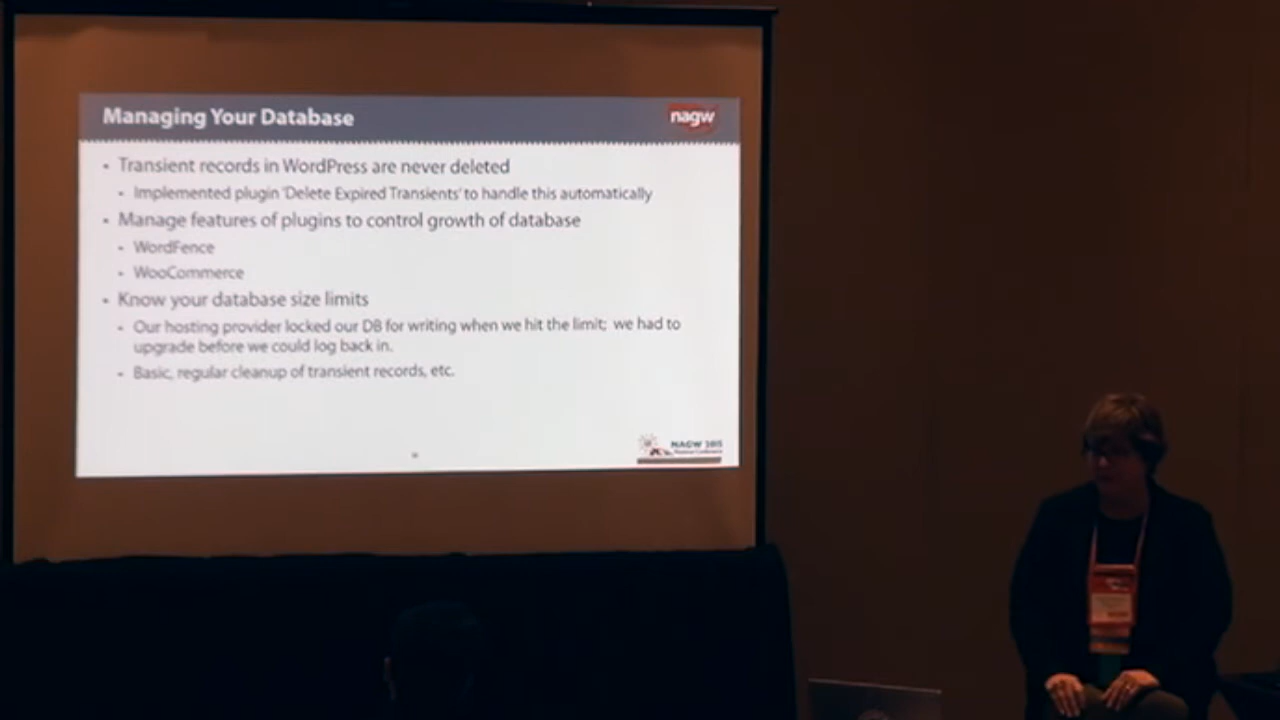 Managing Your Database
nagw
• Transient records in WordPress are never deleted
• Implemented plugin 'Delete Expired Transients' to handle this automatically
• Manage features of plugins to control growth of database
• WordFence
• WooCommerce
• Know your database size limits
• Our hosting provider locked our DB for writing when we hit the limit; we had to
upgrade before we could log back in.
• Basic, regular cleanup of transient records, etc.
NAGW 2015